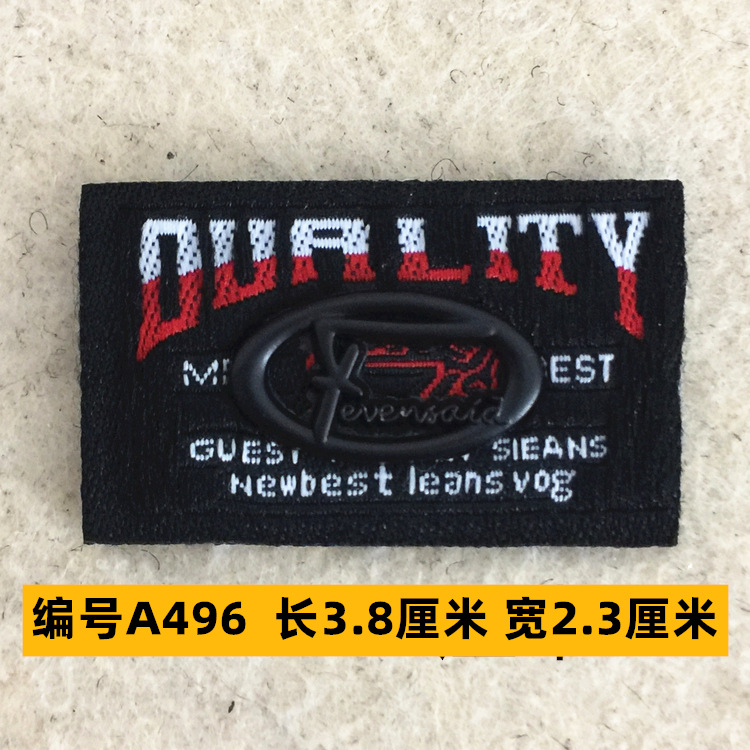 QUALITY
EST
evensaid
GUEST SIEANS
Newbest leans vog
编号A496 长3.8厘米 宽2.3厘米